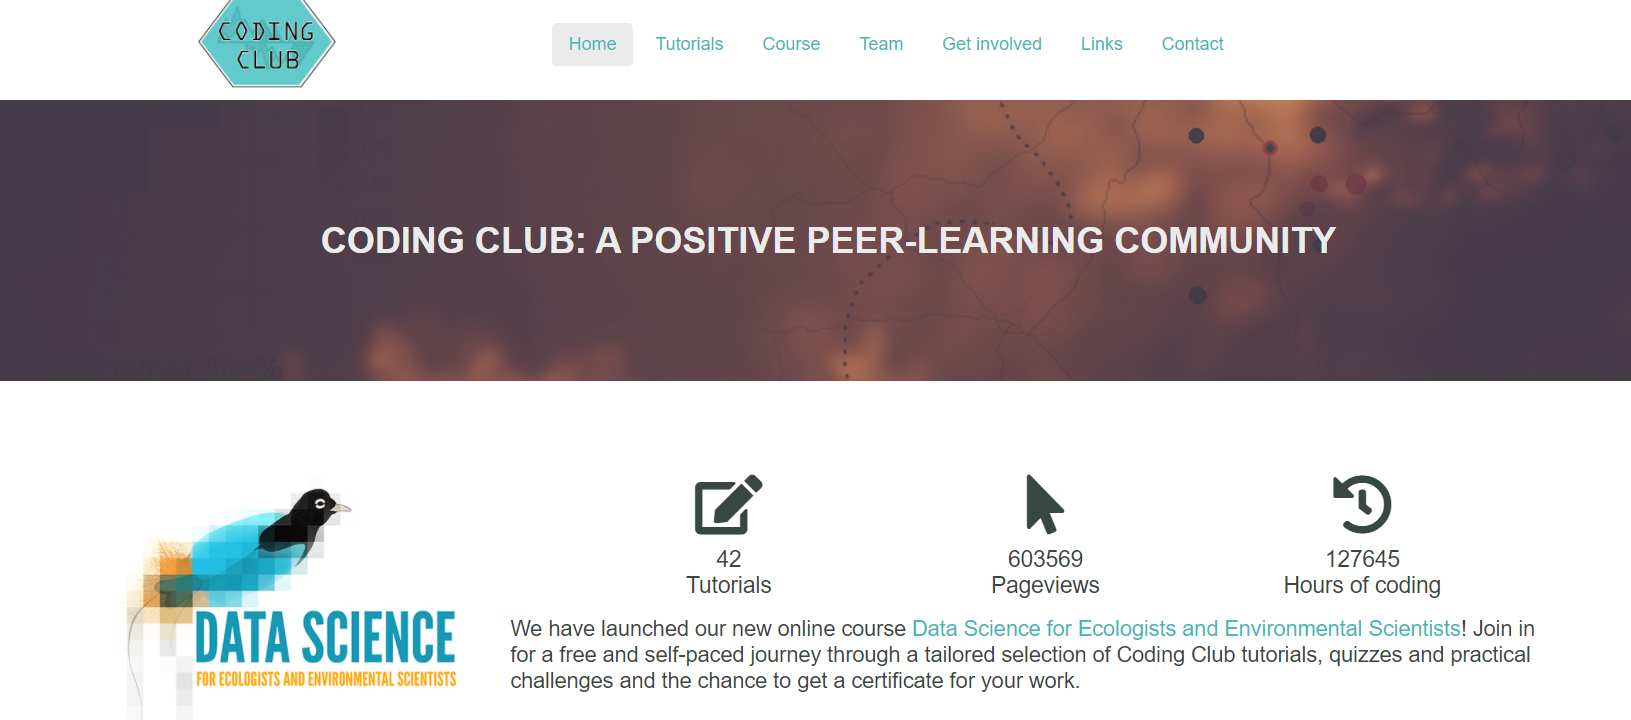 CODING
CLUB
Home
Tutorials
Course
Team
Get involved
Links
Contact
CODING CLUB: A POSITIVE PEER-LEARNING COMMUNITY
42
Tutorials
603569
Pageviews
127645
Hours of coding
DATA SCIENCE
FOR ECOLOGISTS AND ENVIRONMENTAL SCIENTISTS
We have launched our new online course Data Science for Ecologists and Environmental Scientists! Join in
for a free and self-paced journey through a tailored selection of Coding Club tutorials, quizzes and practical
challenges and the chance to get a certificate for your work.